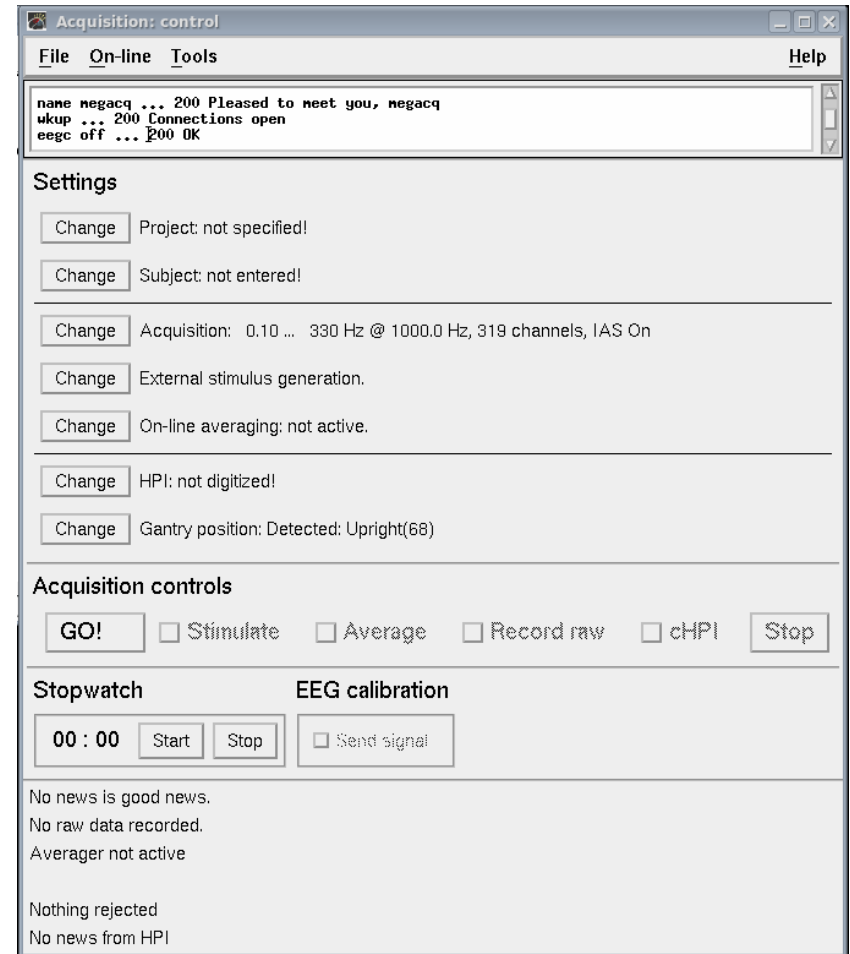 Acquisition: control
File On-line Tools Help
name megacq ... 200 Pleased to meet you, megacq
wkup ... 200 Connections open
eegc off ... 200 OK
Settings
Change Project: not specified!
Change Subject: not entered!
Change Acquisition: 0.10 ... 330 Hz @ 1000.0 Hz, 319 channels, IAS On
Change External stimulus generation.
Change On-line averaging: not active.
Change HPI: not digitized!
Change Gantry position: Detected: Upright(68)
Acquisition controls
GO! Stimulate Average Record raw cHPI Stop
Stopwatch EEG calibration
00 : 00 Start Stop Send signal
No news is good news.
No raw data recorded.
Averager not active
Nothing rejected
No news from HPI